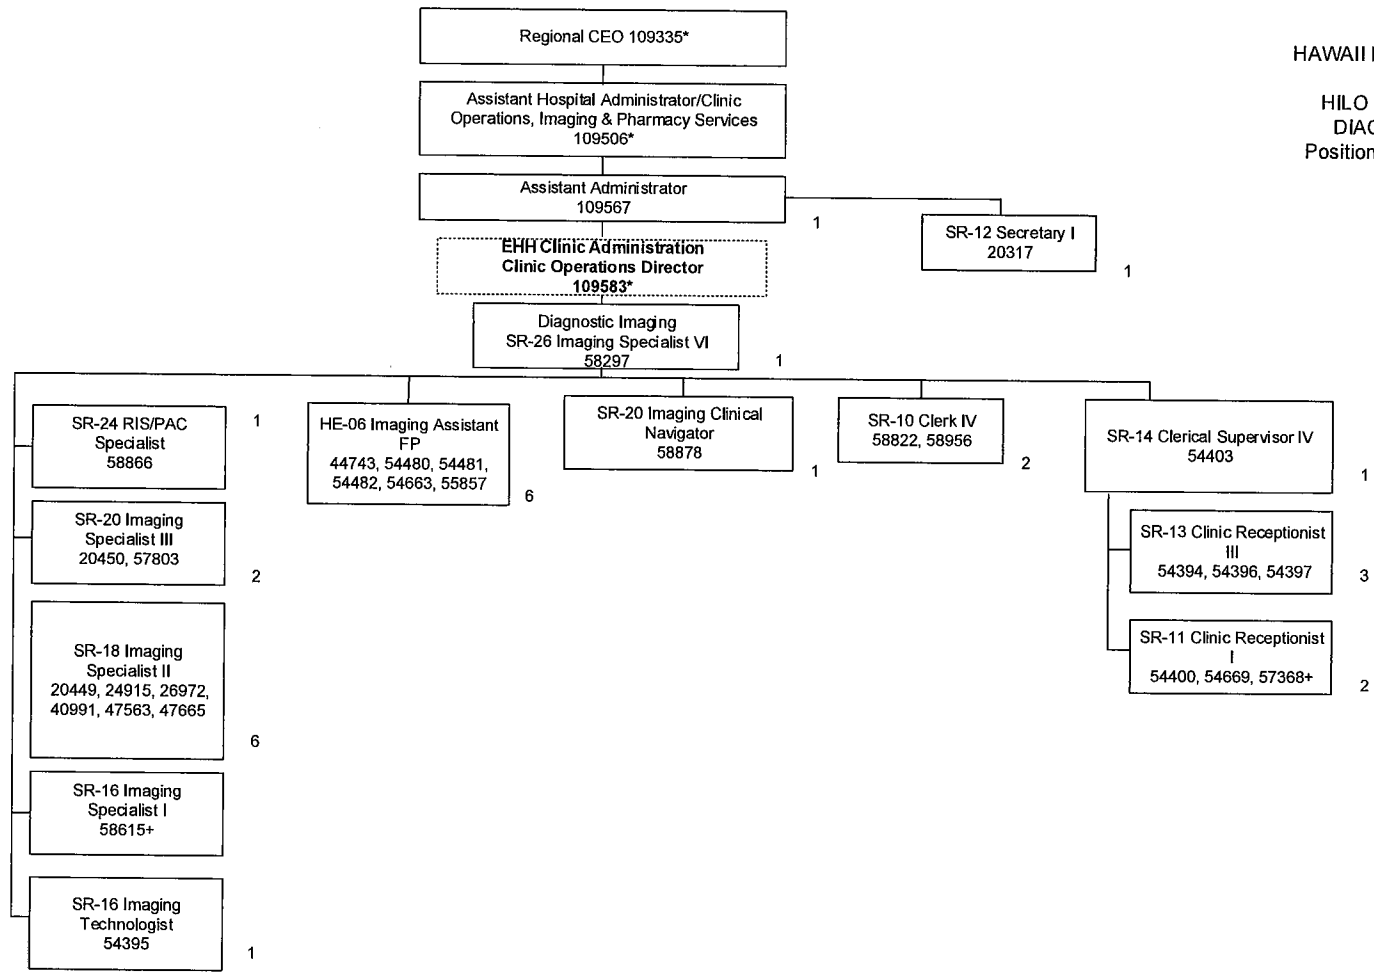 Regional CEO 109335*
HAWAII
HILO
Position
Assistant Hospital Administrator/Clinic
Operations, Imaging & Pharmacy Services
109506*
Assistant Administrator
109567
1
SR-12 Secretary I
20317
1
EHH Clinic Administration
Clinic Operations Director
109583*
Diagnostic Imaging
SR-26 Imaging Specialist VI
58297
1
SR-24 RIS/PAC
Specialist
58866
1
HE-06 Imaging Assistant
FP
44743, 54480, 54481,
54482, 54663, 55857
6
SR-20 Imaging Clinical
Navigator
58878
1
SR-10 Clerk IV
58822, 58956
2
SR-14 Clerical Supervisor IV
54403
1
SR-20 Imaging
Specialist III
20450, 57803
2
SR-13 Clinic Receptionist
III
54394, 54396, 54397
3
SR-18 Imaging
Specialist II
20449, 24915, 26972,
40991, 47563, 47665
6
SR-11 Clinic Receptionist
I
54400, 54669, 57368+
2
SR-16 Imaging
Specialist I
58615+
SR-16 Imaging
Technologist
54395
1